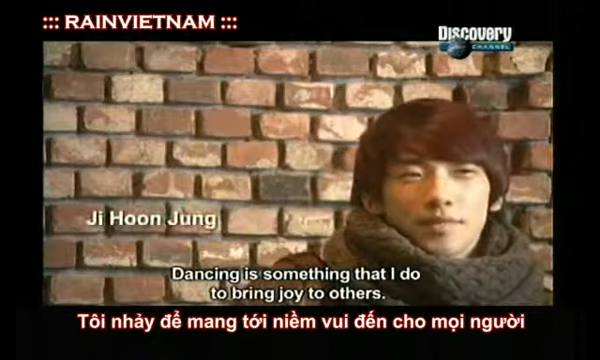 ::: RAINVIETNAM :::
Discovery
CHANNEL
Ji Hoon Jung
Dancing is something that I do
to bring joy to others.
Tôi nhảy để mang tới niềm vui đến cho mọi người